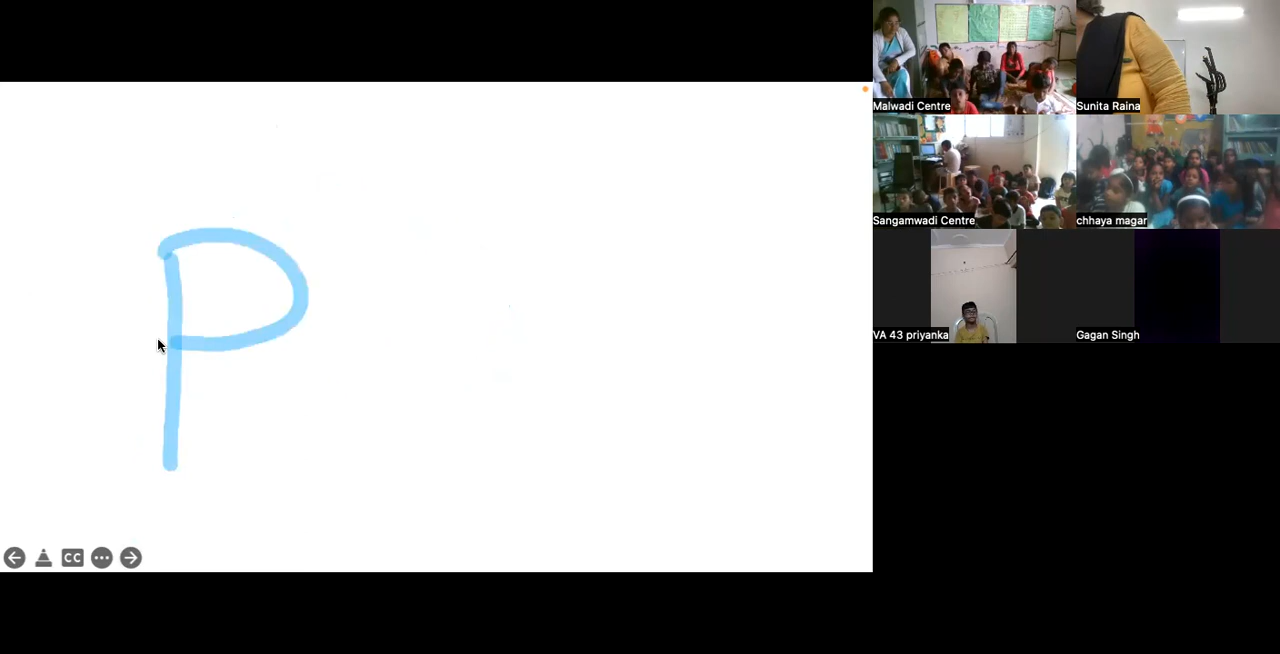 P
Malwadi Centre
Sunita Raina
Sangamwadi Centre
chhaya magar
VA 43 priyanka
Gagan Singh
CC